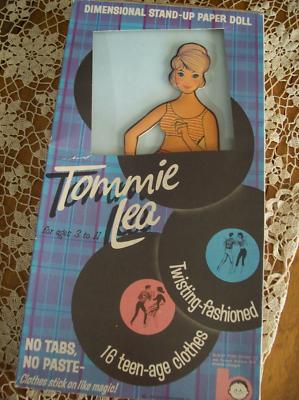 DIMENSIONAL STAND-UP PAPER DOLL
Tommie
Lea
for ages 3 to 11
Twisting-fashioned
16 teen-age clothes
NO TABS,
NO PASTE-
Clothes stick on like magic!